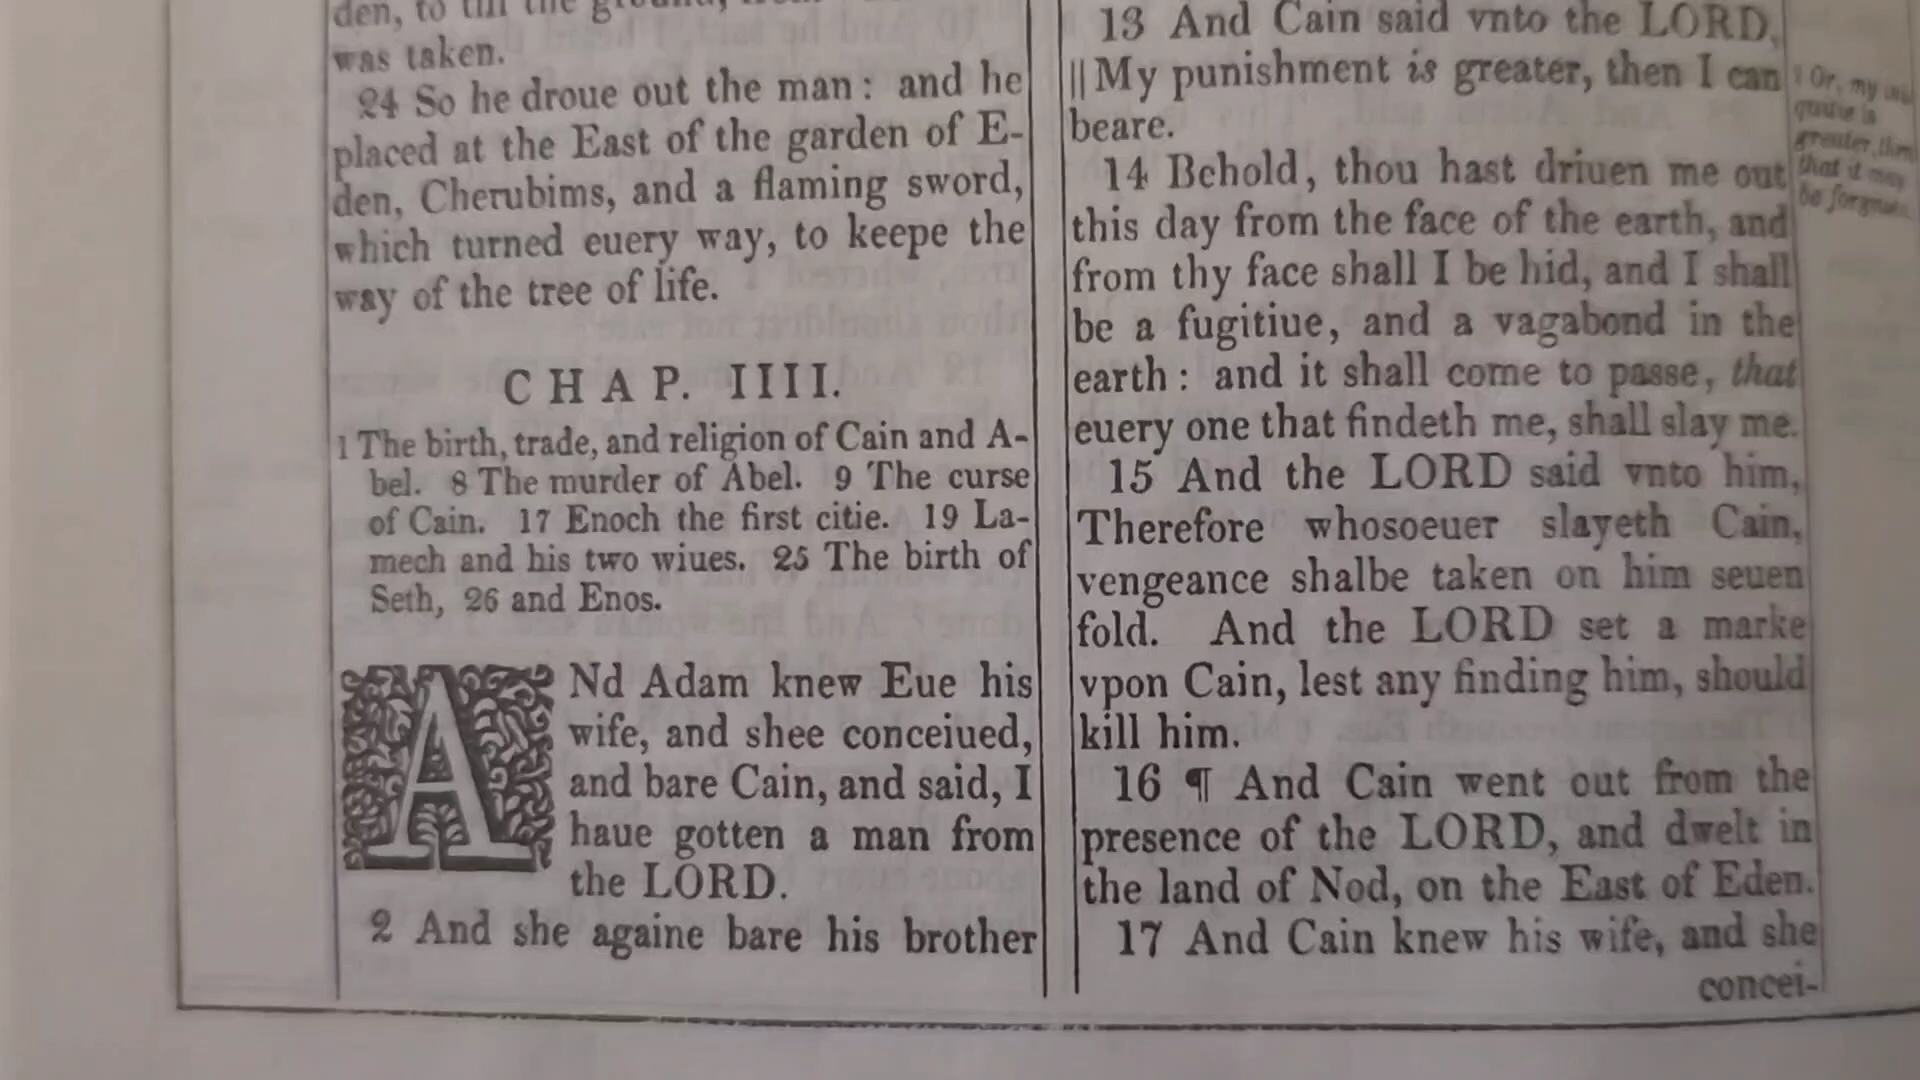 den, to till the ground, from
was taken.
24 So he droue out the man: and he
placed at the East of the garden of E-
den, Cherubims, and a flaming sword,
which turned euery way, to keepe the
way of the tree of life.
CHAP. IIII.
1 The birth, trade, and religion of Cain and A-
bel. 8 The murder of Abel. 9 The curse
of Cain. 17 Enoch the first citie. 19 La-
mech and his two wiues. 25 The birth of
Seth, 26 and Enos.
ANd Adam knew Eue his
wife, and shee conceiued,
and bare Cain, and said, I
haue gotten a man from
the LORD.
2 And she againe bare his brother
13 And Cain said vnto the LORD,
|| My punishment is greater, then I can
beare.
14 Behold, thou hast driuen me out
this day from the face of the earth, and
from thy face shall I be hid, and I shall
be a fugitiue, and a vagabond in the
earth: and it shall come to passe, that
euery one that findeth me, shall slay me.
15 And the LORD said vnto him,
Therefore whosoeuer slayeth Cain,
vengeance shalbe taken on him seuen
fold. And the LORD set a marke
vpon Cain, lest any finding him, should
kill him.
16 ¶ And Cain went out from the
presence of the LORD, and dwelt in
the land of Nod, on the East of Eden.
17 And Cain knew his wife, and she
concei-
Or, my
greater, then
that it may
be